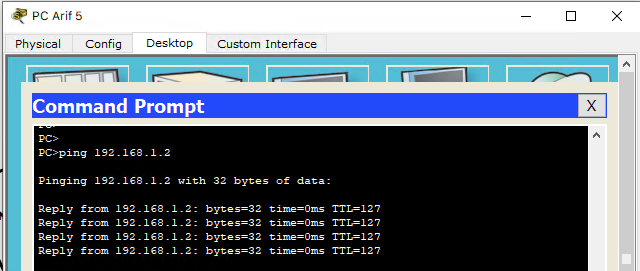 PC Arif 5
Physical Config Desktop Custom Interface
Command Prompt X
PC>
PC>
PC>ping 192.168.1.2
Pinging 192.168.1.2 with 32 bytes of data:
Reply from 192.168.1.2: bytes=32 time=0ms TTL=127
Reply from 192.168.1.2: bytes=32 time=0ms TTL=127
Reply from 192.168.1.2: bytes=32 time=0ms TTL=127
Reply from 192.168.1.2: bytes=32 time=0ms TTL=127